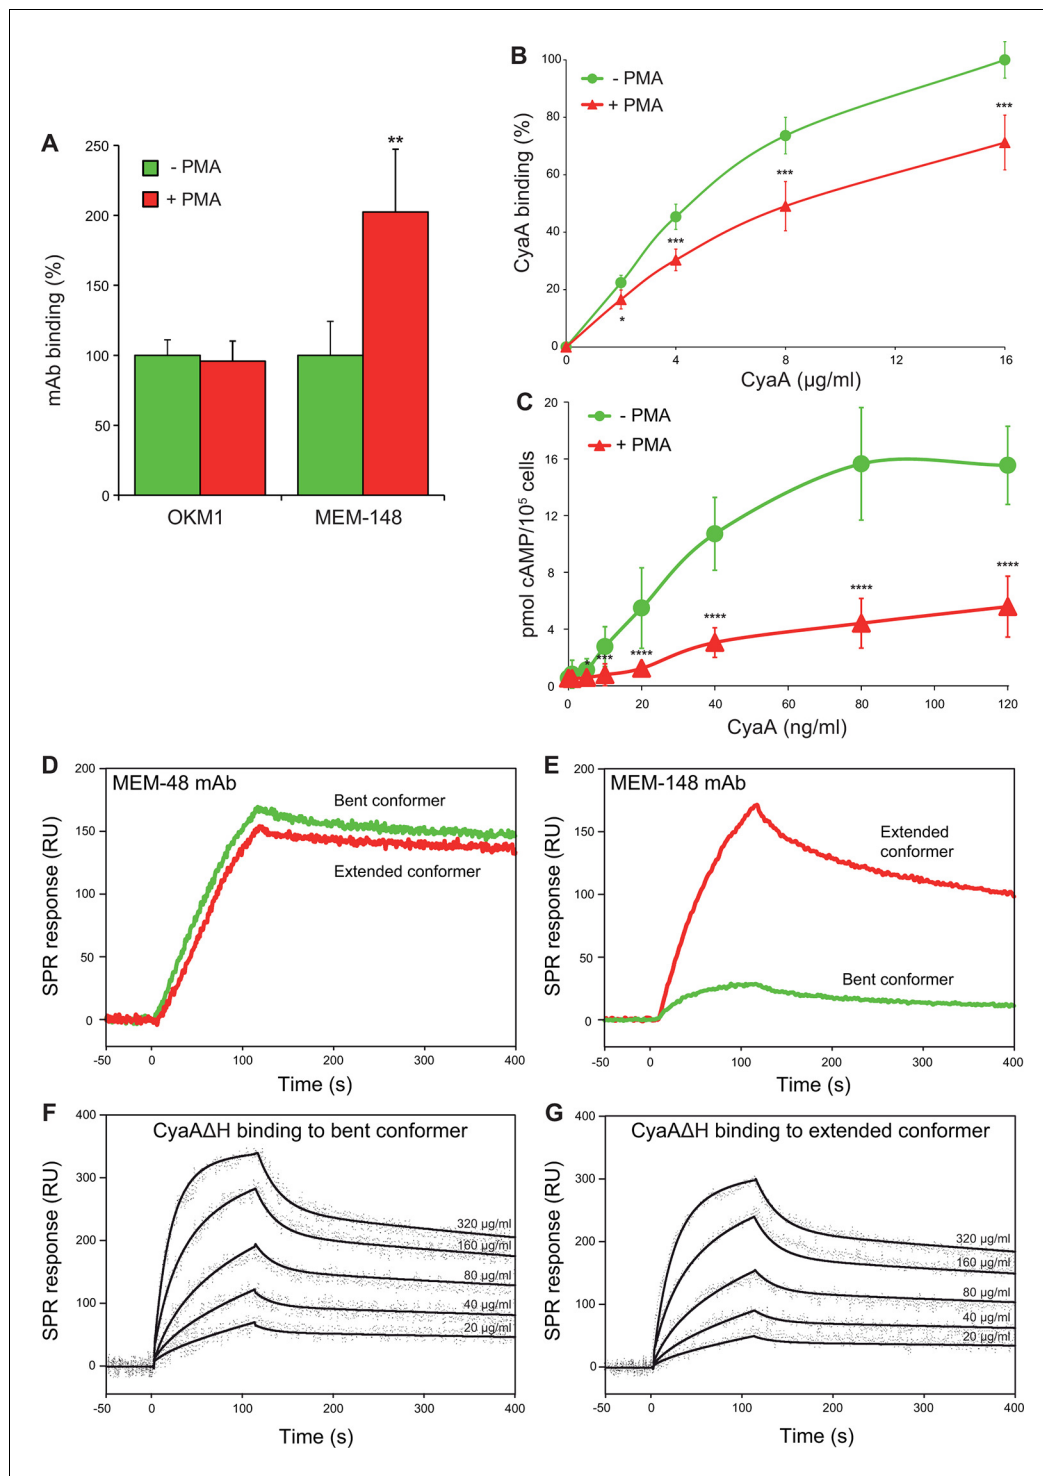 A
- PMA
+ PMA
**
mAb binding (%)
250
200
150
100
50
0
OKM1
MEM-148
B
- PMA
+ PMA
CyaA binding (%)
100
80
60
40
20
0
*
***
***
***
0
4
8
12
16
CyaA (µg/ml)
C
- PMA
+ PMA
pmol cAMP/10⁵ cells
20
16
12
8
4
0
*
***
****
****
****
****
0
20
40
60
80
100
120
CyaA (ng/ml)
D
MEM-48 mAb
Bent conformer
Extended conformer
SPR response (RU)
200
150
100
50
0
-50
0
100
200
300
400
Time (s)
E
MEM-148 mAb
Extended
conformer
Bent conformer
SPR response (RU)
200
150
100
50
0
-50
0
100
200
300
400
Time (s)
F
CyaAΔH binding to bent conformer
SPR response (RU)
400
300
200
100
0
320 µg/ml
160 µg/ml
80 µg/ml
40 µg/ml
20 µg/ml
-50
0
100
200
300
400
Time (s)
G
CyaAΔH binding to extended conformer
SPR response (RU)
400
300
200
100
0
320 µg/ml
160 µg/ml
80 µg/ml
40 µg/ml
20 µg/ml
-50
0
100
200
300
400
Time (s)